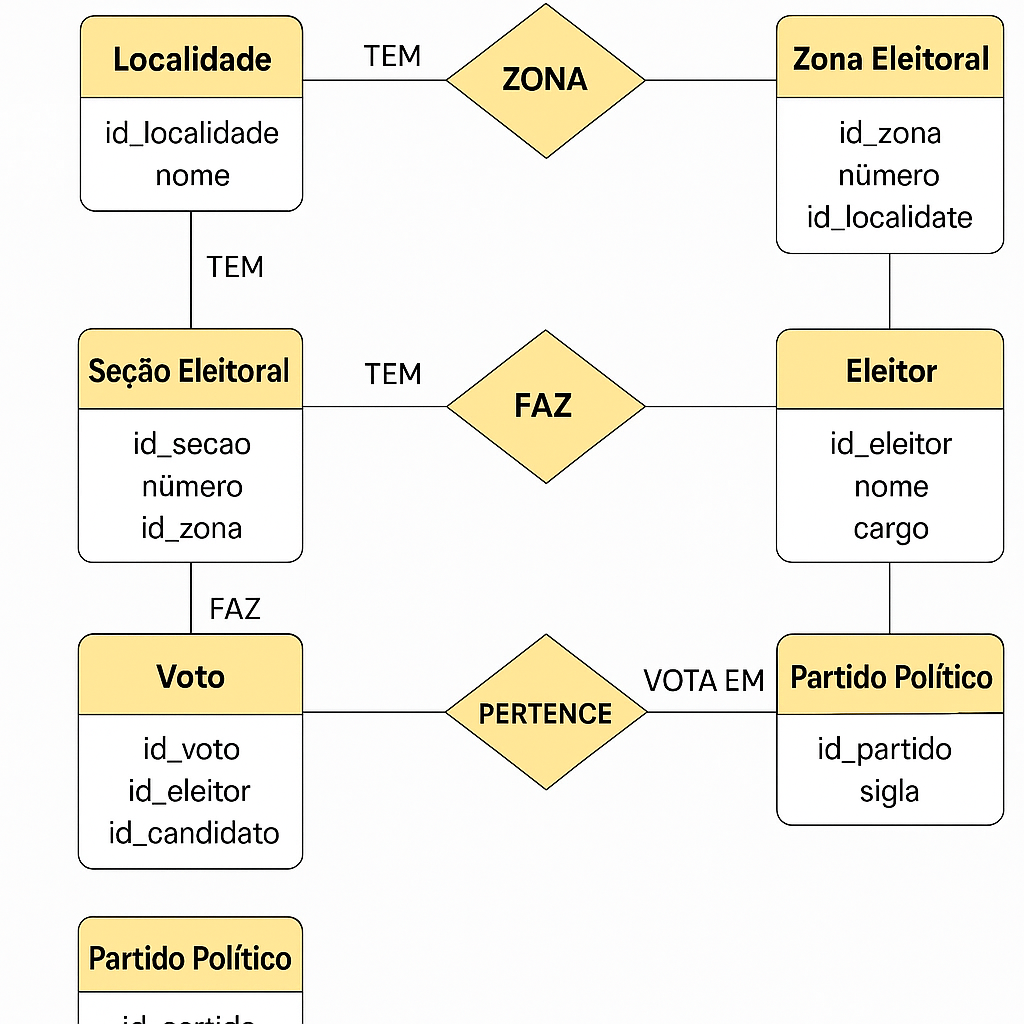 Localidade
id_localidade
nome
TEM
ZONA
Zona Eleitoral
id_zona
nümero
id_localidate
TEM
Seção Eleitoral
id_secao
nümero
id_zona
TEM
FAZ
Eleitor
id_eleitor
nome
cargo
FAZ
Voto
id_voto
id_eleitor
id_candidato
PERTENCE
VOTA EM
Partido Político
id_partido
sigla
Partido Político